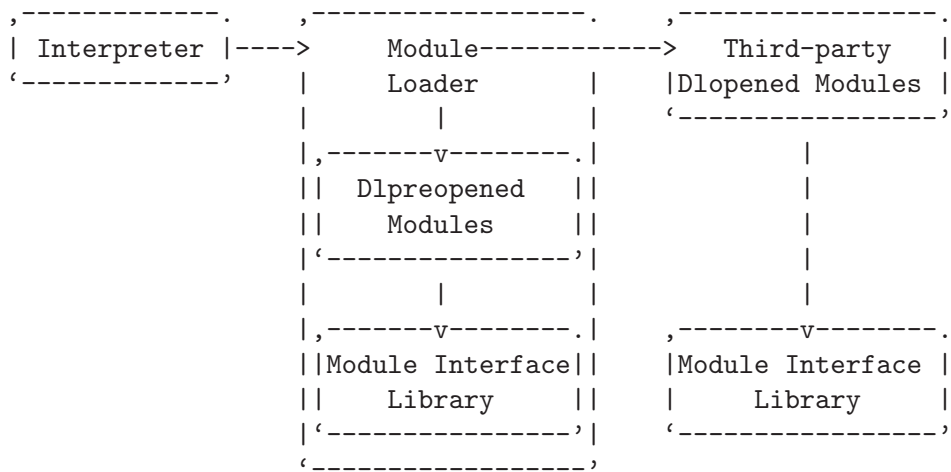 ,-------------.     ,------------------.     ,-----------------.
| Interpreter |---->      Module------------>   Third-party    |
‘-------------’     |     Loader       |     |Dlopened Modules |
                    |        |         |     ‘-----------------’
                    |,-------v--------.|              |
                    ||  Dlpreopened   ||              |
                    ||    Modules     ||              |
                    |‘----------------’|              |
                    |        |         |              |
                    |,-------v--------.|     ,--------v--------.
                    ||Module Interface||     |Module Interface |
                    ||    Library     ||     |     Library     |
                    |‘----------------’|     ‘-----------------’
                    ‘------------------’